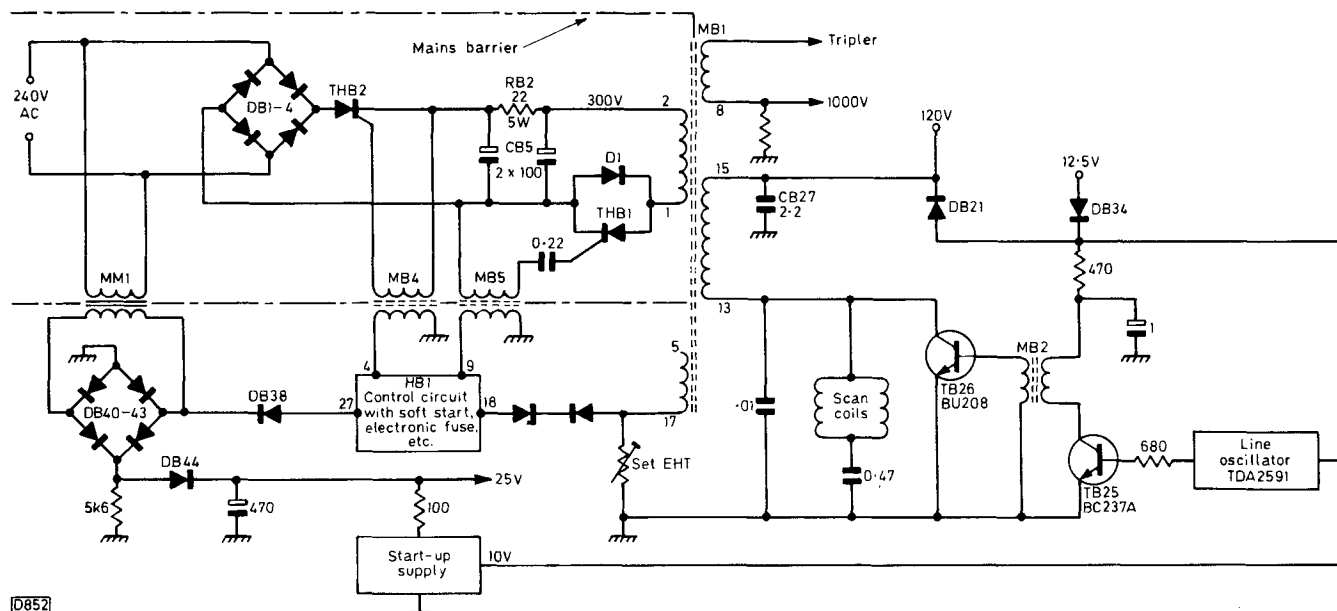 Mains barrier
MB1
Tripler
8
1000V
240V
AC
DB1-4
THB2
RB2
22
5W
300V
2
CB5
2 x 100
D1
THB1
1
0·22
MM1
MB4
MB5
15
CB27
2·2
120V
DB21
12·5V
DB34
470
13
·01
Scan
coils
0·47
TB26
BU208
MB2
1
680
TB25
BC237A
Line
oscillator
TDA2591
DB40-43
DB38
27
4
9
HB1
Control circuit
with soft start,
electronic fuse,
etc.
18
5
17
Set EHT
DB44
5k6
470
100
25V
Start-up
supply
10V
D852